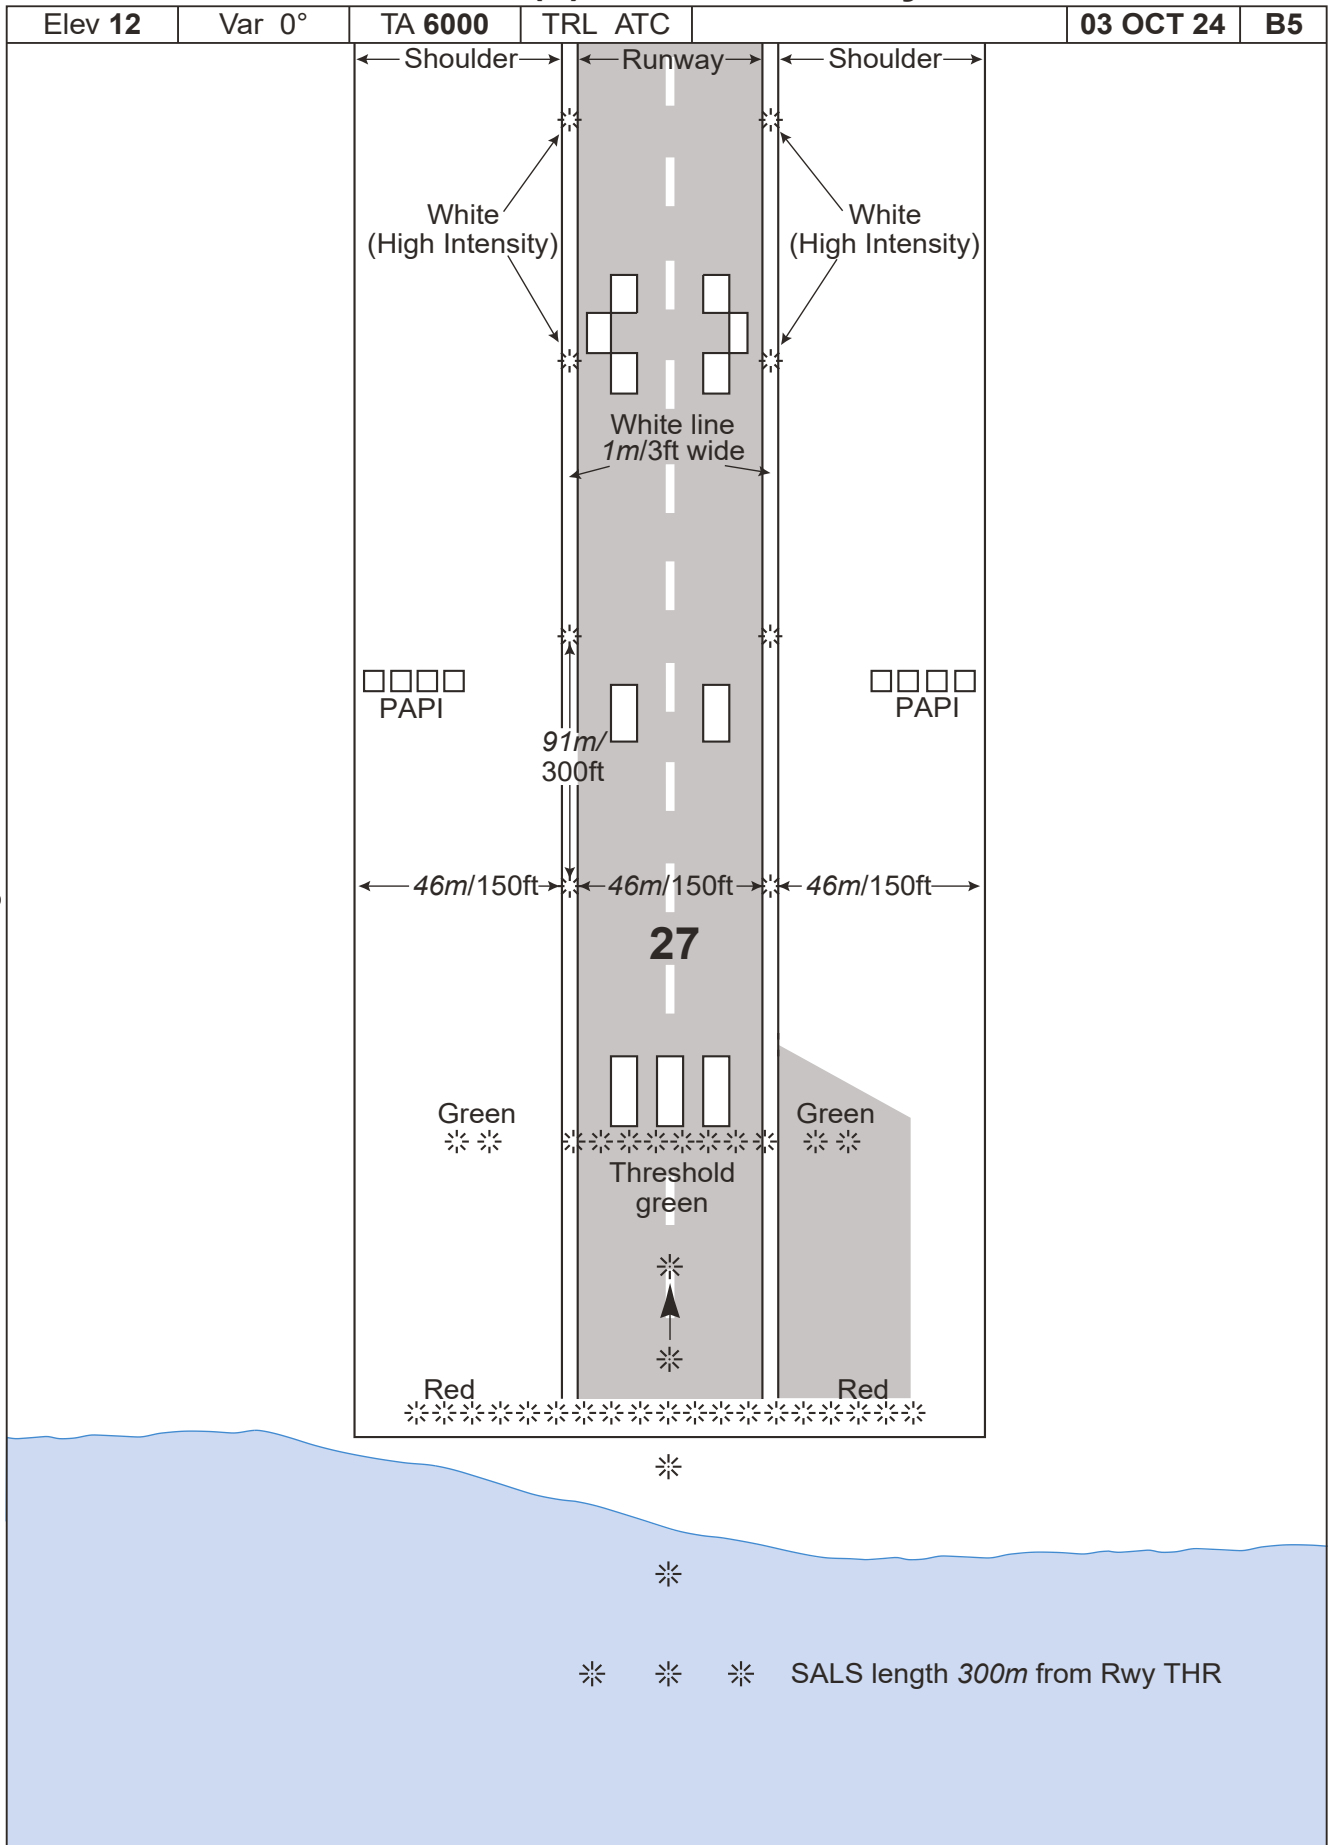 Elev 12 Var 0° TA 6000 TRL ATC 03 OCT 24 B5
Shoulder Runway Shoulder
White
(High Intensity)
White
(High Intensity)
White line
1m/3ft wide
PAPI
PAPI
91m/
300ft
46m/150ft 46m/150ft 46m/150ft
27
Green
Green
Threshold
green
Red
Red
SALS length 300m from Rwy THR